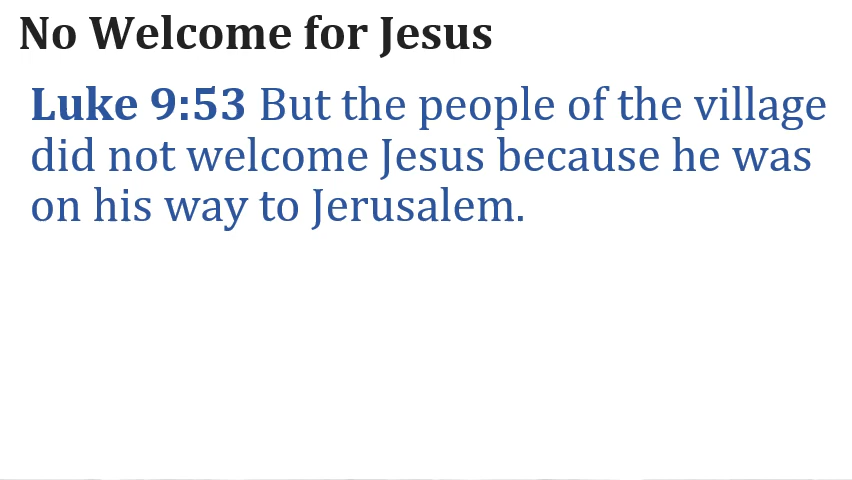 No Welcome for Jesus
Luke 9:53 But the people of the village
did not welcome Jesus because he was
on his way to Jerusalem.